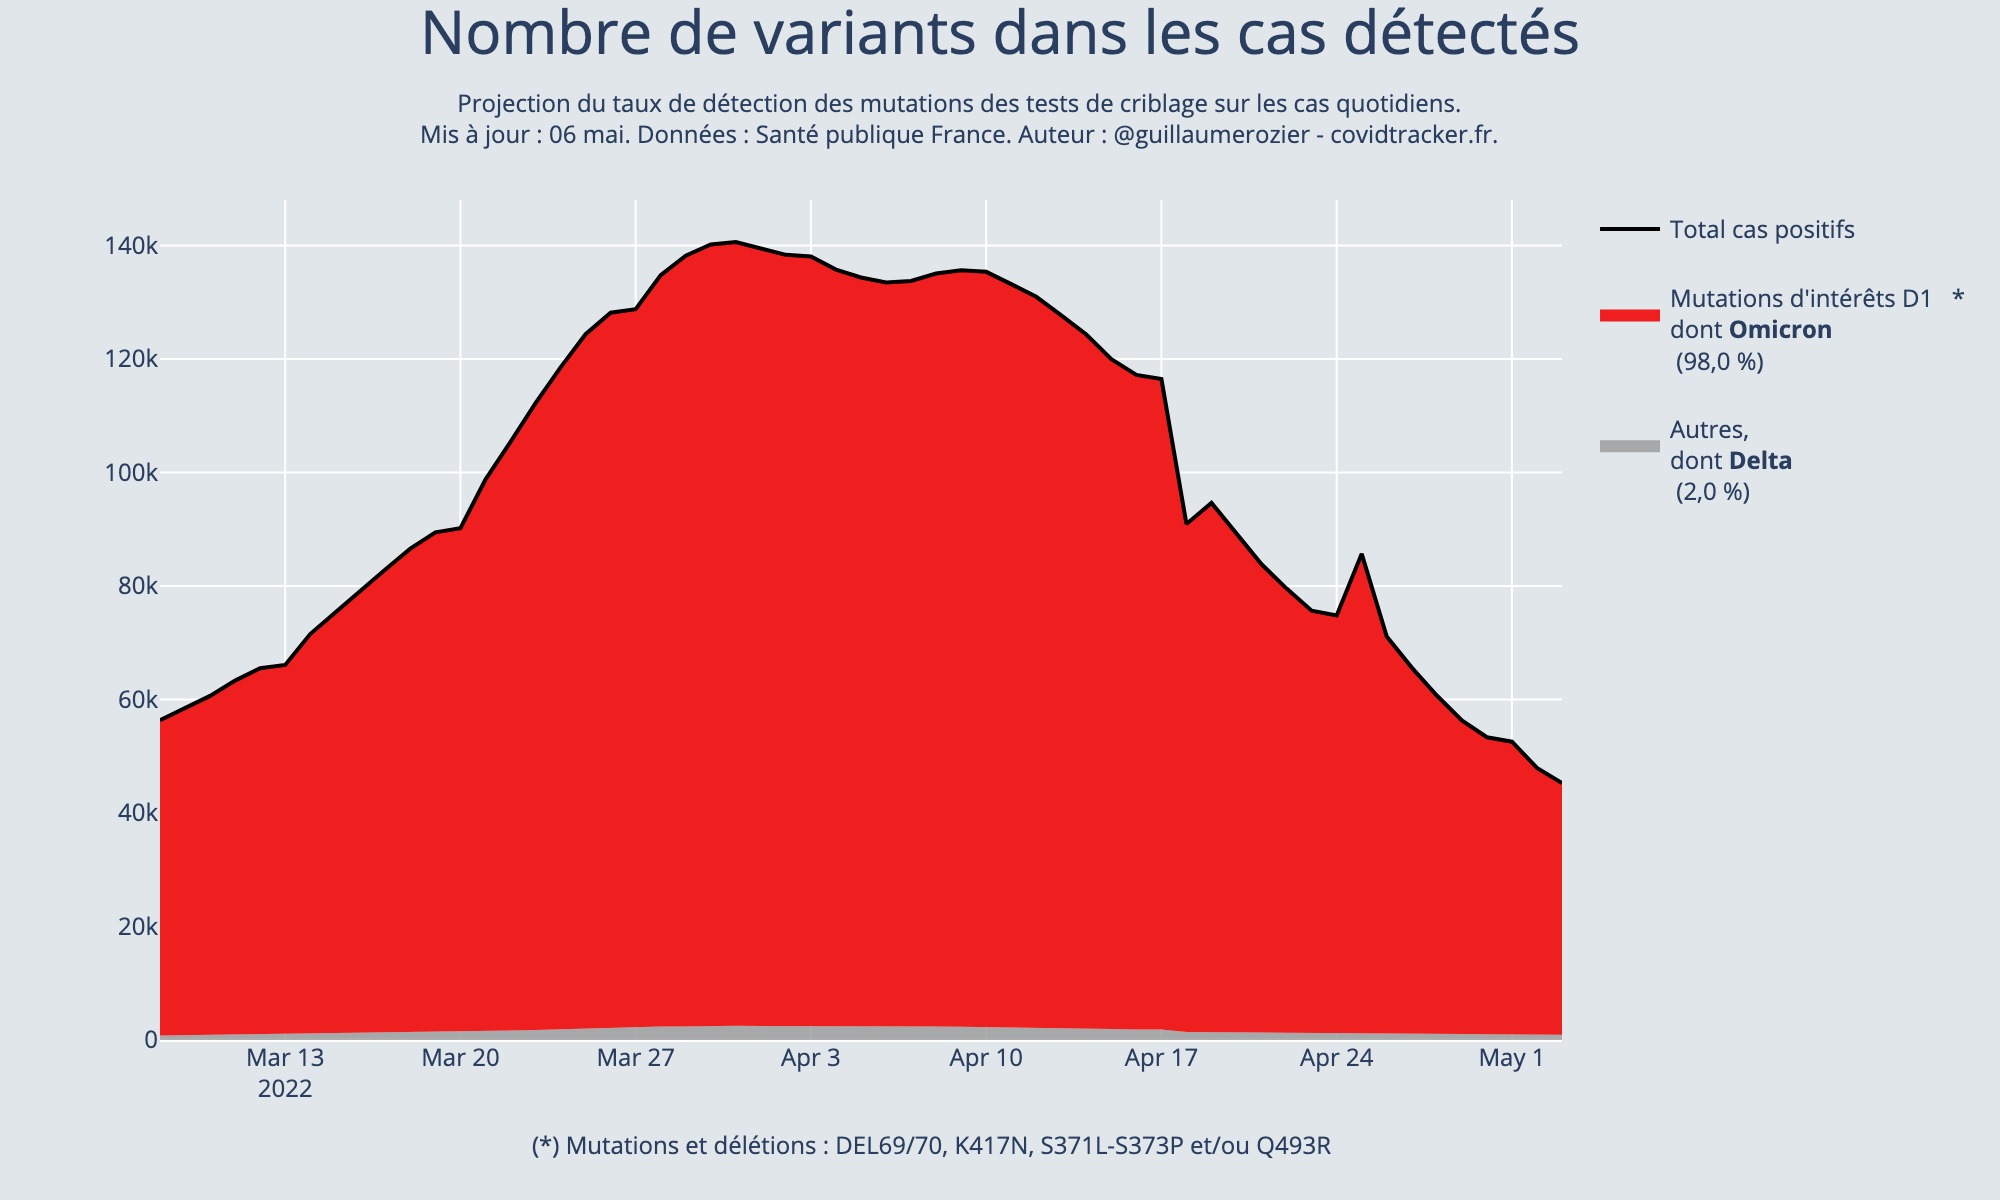 Nombre de variants dans les cas détectés
Projection du taux de détection des mutations des tests de criblage sur les cas quotidiens.
Mis à jour : 06 mai. Données : Santé publique France. Auteur : @guillaumerozier - covidtracker.fr.
Total cas positifs
Mutations d'intérêts D1 *
dont Omicron
(98,0 %)
Autres,
dont Delta
(2,0 %)
140k
120k
100k
80k
60k
40k
20k
0
Mar 13 Mar 20 Mar 27 Apr 3 Apr 10 Apr 17 Apr 24 May 1
2022
(*) Mutations et délétions : DEL69/70, K417N, S371L-S373P et/ou Q493R